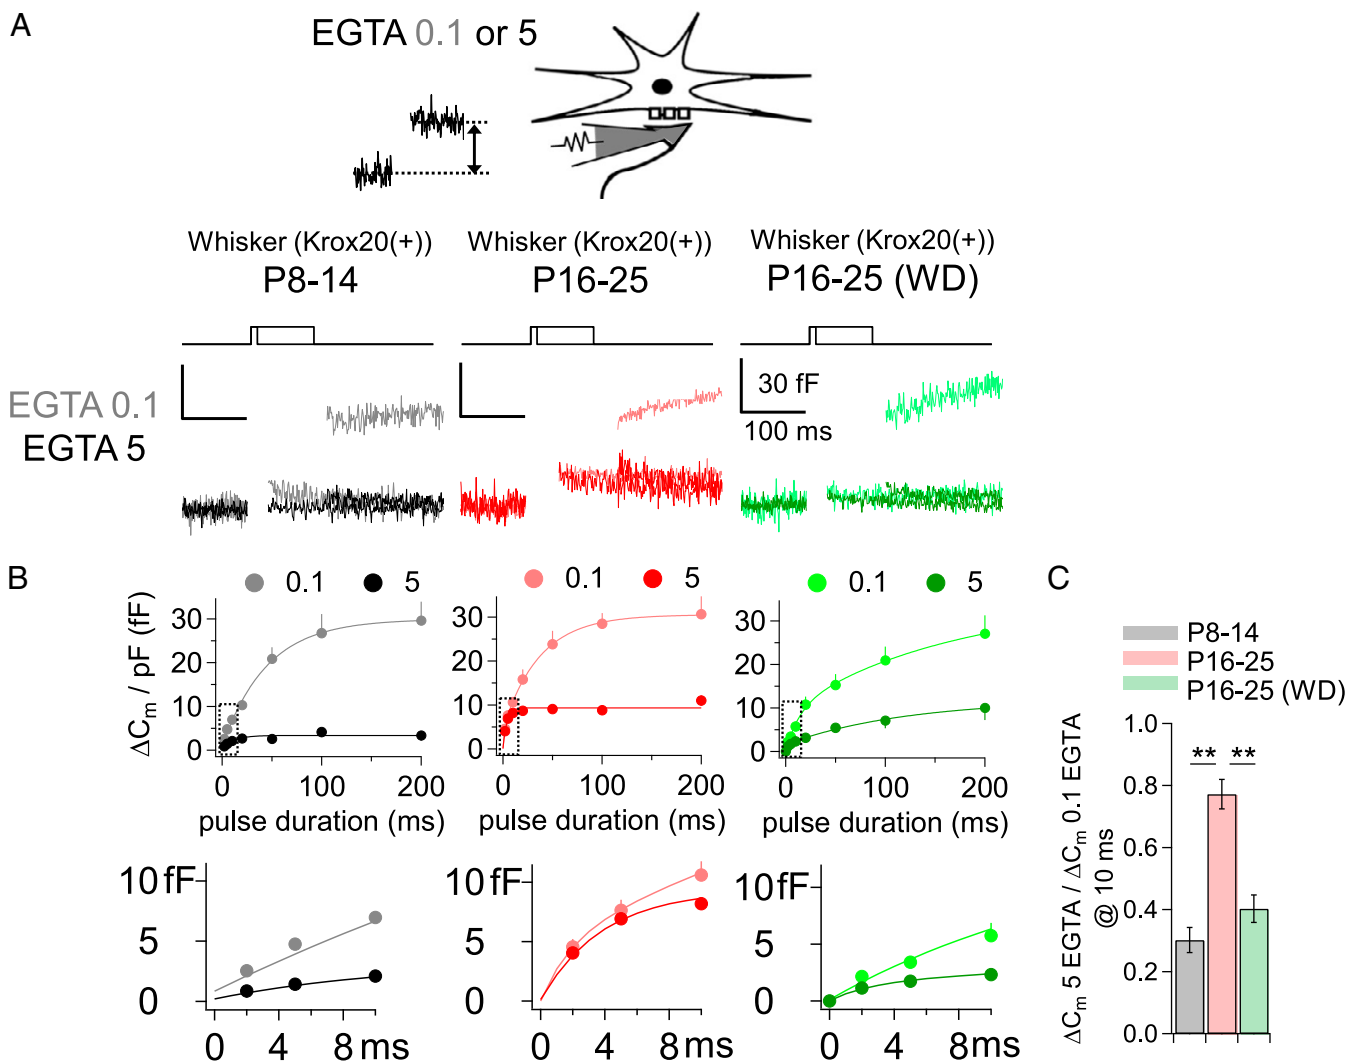 A
EGTA 0.1 or 5
Whisker (Krox20(+))
P8-14
Whisker (Krox20(+))
P16-25
Whisker (Krox20(+))
P16-25 (WD)
EGTA 0.1
EGTA 5
30 fF
100 ms
B
0.1 5
0.1 5
0.1 5
C
ΔCm / pF (fF)
30
20
10
0
0 100 200
pulse duration (ms)
30
20
10
0
0 100 200
pulse duration (ms)
30
20
10
0
0 100 200
pulse duration (ms)
10 fF
5
0
0 4 8 ms
10 fF
5
0
0 4 8 ms
10 fF
5
0
0 4 8 ms
P8-14
P16-25
P16-25 (WD)
ΔCm 5 EGTA / ΔCm 0.1 EGTA
@ 10 ms
1.0
0.8
0.6
0.4
0.2
0.0
** **